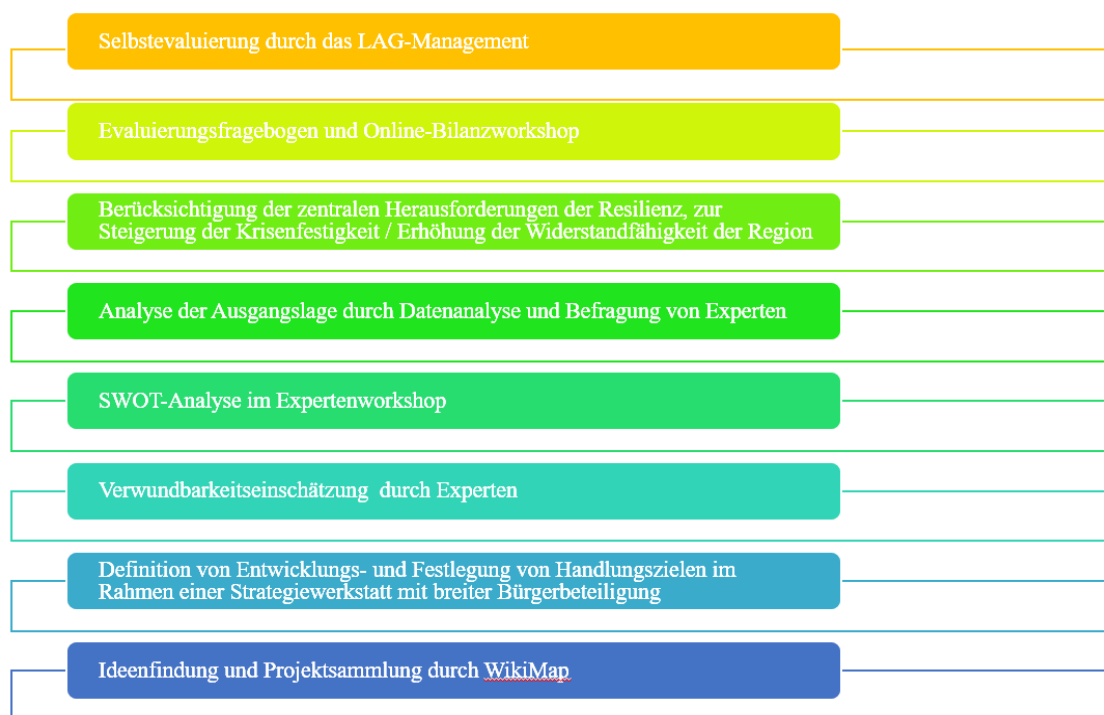 Selbstevaluierung durch das LAG-Management
Evaluierungsfragebogen und Online-Bilanzworkshop
Berücksichtigung der zentralen Herausforderungen der Resilienz, zur
Steigerung der Krisenfestigkeit / Erhöhung der Widerstandfähigkeit der Region
Analyse der Ausgangslage durch Datenanalyse und Befragung von Experten
SWOT-Analyse im Expertenworkshop
Verwundbarkeitseinschätzung durch Experten
Definition von Entwicklungs- und Festlegung von Handlungszielen im
Rahmen einer Strategiewerkstatt mit breiter Bürgerbeteiligung
Ideenfindung und Projektsammlung durch WikiMap